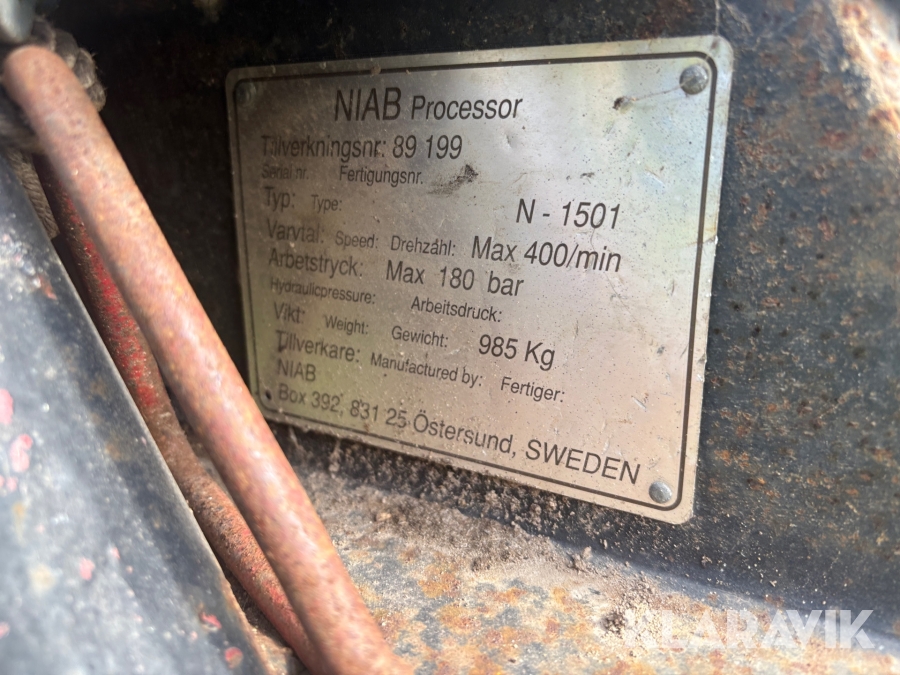 NIAB Processor
Tillverkningsnr: 89 199
Serial nr. Fertigungsnr.
Typ: Type: N - 1501
Varvtal: Speed: Drehzahl: Max 400/min
Arbetstryck: Max 180 bar
Hydraulicpressure: Arbeitsdruck:
Vikt: Weight: Gewicht: 985 Kg
Tillverkare: Manufactured by: Fertiger:
NIAB
Box 392, 831 25 Östersund, SWEDEN
KLARAVIK